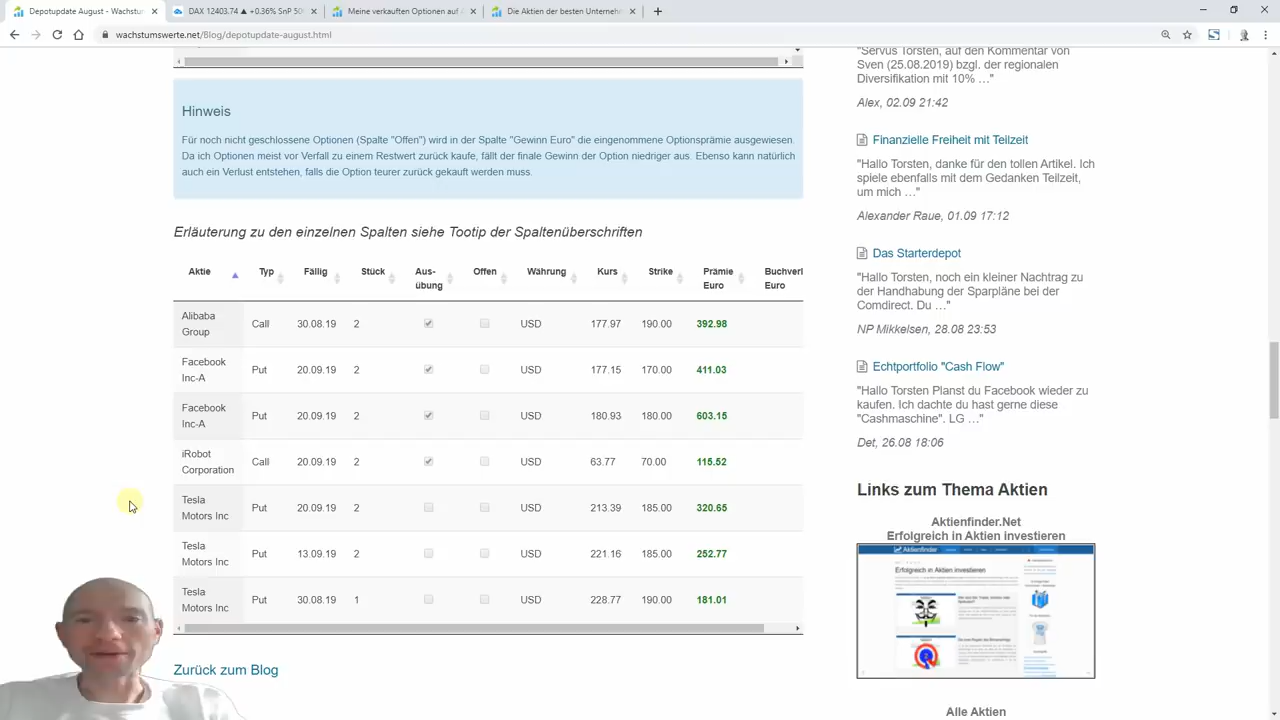 Depotupdate August - Wachstums
DAX 12403,74 ▲ +0.36% SnP 50
Meine verkauften Optionen auf
Die Aktien der besten Unterneh
wachstumswerte.net/Blog/depotupdate-august.html
Hinweis
Für noch nicht geschlossene Optionen (Spalte "Offen") wird in der Spalte "Gewinn Euro" die eingenommene Optionsprämie ausgewiesen.
Da ich Optionen meist vor Verfall zu einem Restwert zurück kaufe, fällt der finale Gewinn der Option niedriger aus. Ebenso kann natürlich
auch ein Verlust entstehen, falls die Option teurer zurück gekauft werden muss.
Erläuterung zu den einzelnen Spalten siehe Tootip der Spaltenüberschriften
Aktie Typ Fällig Stück Aus-übung Offen Währung Kurs Strike Prämie Euro Buchverl Euro
Alibaba Group Call 30.08.19 2 USD 177.97 190.00 392.98
Facebook Inc-A Put 20.09.19 2 USD 177.15 170.00 411.03
Facebook Inc-A Put 20.09.19 2 USD 180.93 180.00 603.15
iRobot Corporation Call 20.09.19 2 USD 63.77 70.00 115.52
Tesla Motors Inc Put 20.09.19 2 USD 213.39 185.00 320.65
Tesla Motors Inc Put 13.09.19 2 USD 221.16 185.00
Tesla Motors Inc Put 2 USD 190.00 181.01
Zurück zum Blog
"Servus Torsten, auf den Kommentar von
Sven (25.08.2019) bzgl. der regionalen
Diversifikation mit 10% …"
Alex, 02.09 21:42
Finanzielle Freiheit mit Teilzeit
"Hallo Torsten, danke für den tollen Artikel. Ich
spiele ebenfalls mit dem Gedanken Teilzeit,
um mich …"
Alexander Raue, 01.09 17:12
Das Starterdepot
"Hallo Torsten, noch ein kleiner Nachtrag zu
der Handhabung der Sparpläne bei der
Comdirect. Du …"
NP Mikkelsen, 28.08 23:53
Echtportfolio "Cash Flow"
"Hallo Torsten Planst du Facebook wieder zu
kaufen. Ich dachte du hast gerne diese
"Cashmaschine". LG …"
Det, 26.08 18:06
Links zum Thema Aktien
Aktienfinder.Net
Erfolgreich in Aktien investieren
Aktienfinder
Erfolgreich in Aktien investieren
Alle Aktien